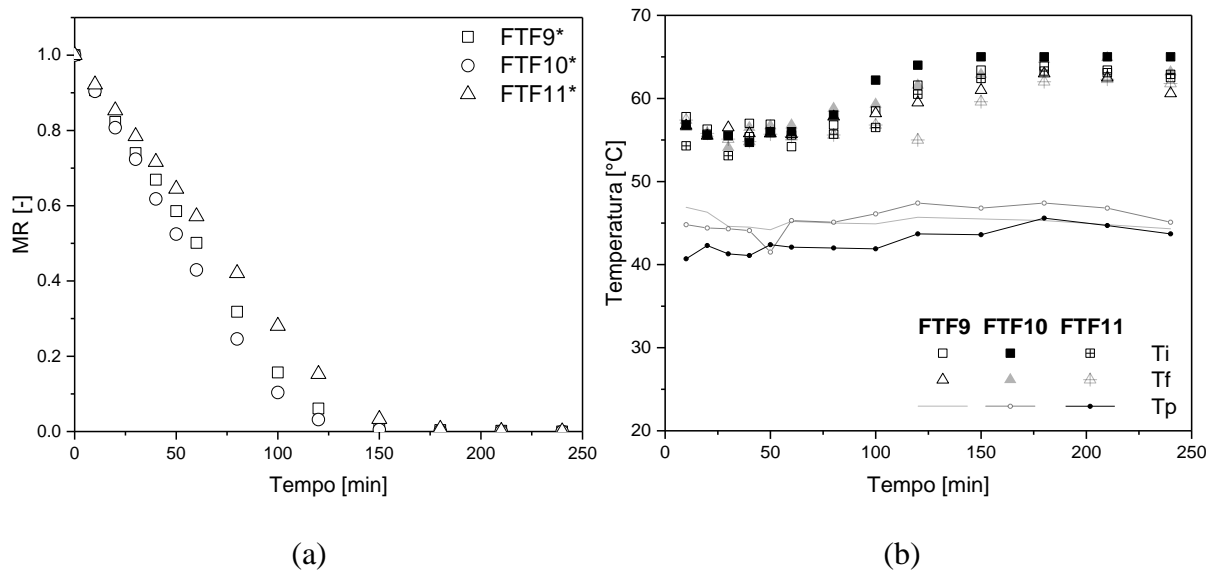 FTF9*
FTF10*
FTF11*
1.0
0.8
0.6
0.4
0.2
0.0
MR [-]
0 50 100 150 200 250
Tempo [min]
(a)
70
60
50
40
30
20
Temperatura [°C]
FTF9 FTF10 FTF11
Ti
Tf
Tp
0 50 100 150 200 250
Tempo [min]
(b)